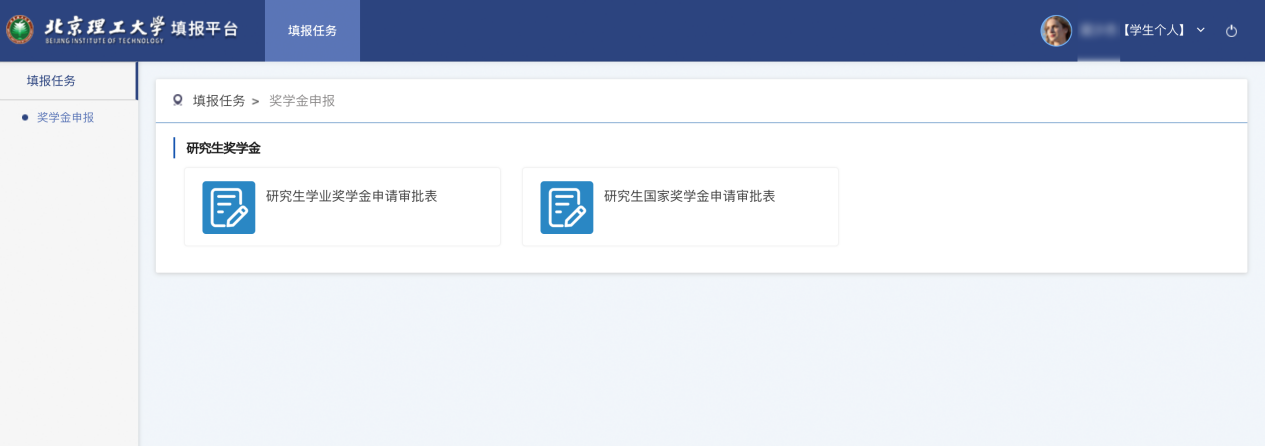 北京理工大学 填报平台
BEIJING INSTITUTE OF TECHNOLOGY
填报任务
【学生个人】
填报任务
奖学金申报
填报任务 > 奖学金申报
研究生奖学金
研究生学业奖学金申请审批表
研究生国家奖学金申请审批表